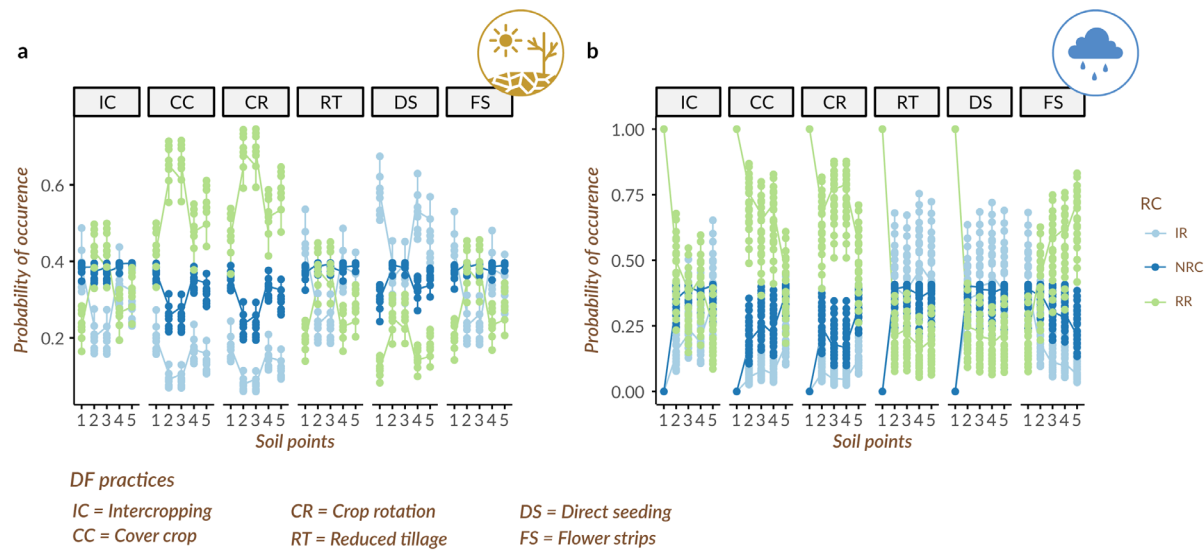 a
b
IC CC CR RT DS FS
IC CC CR RT DS FS
Probability of occurence
0.6
0.4
0.2
1 2 3 4 5 1 2 3 4 5 1 2 3 4 5 1 2 3 4 5 1 2 3 4 5 1 2 3 4 5
Soil points
Probability of occurence
1.00
0.75
0.50
0.25
0.00
1 2 3 4 5 1 2 3 4 5 1 2 3 4 5 1 2 3 4 5 1 2 3 4 5 1 2 3 4 5
Soil points
RC
IR
NRC
RR
DF practices
IC = Intercropping
CC = Cover crop
CR = Crop rotation
RT = Reduced tillage
DS = Direct seeding
FS = Flower strips